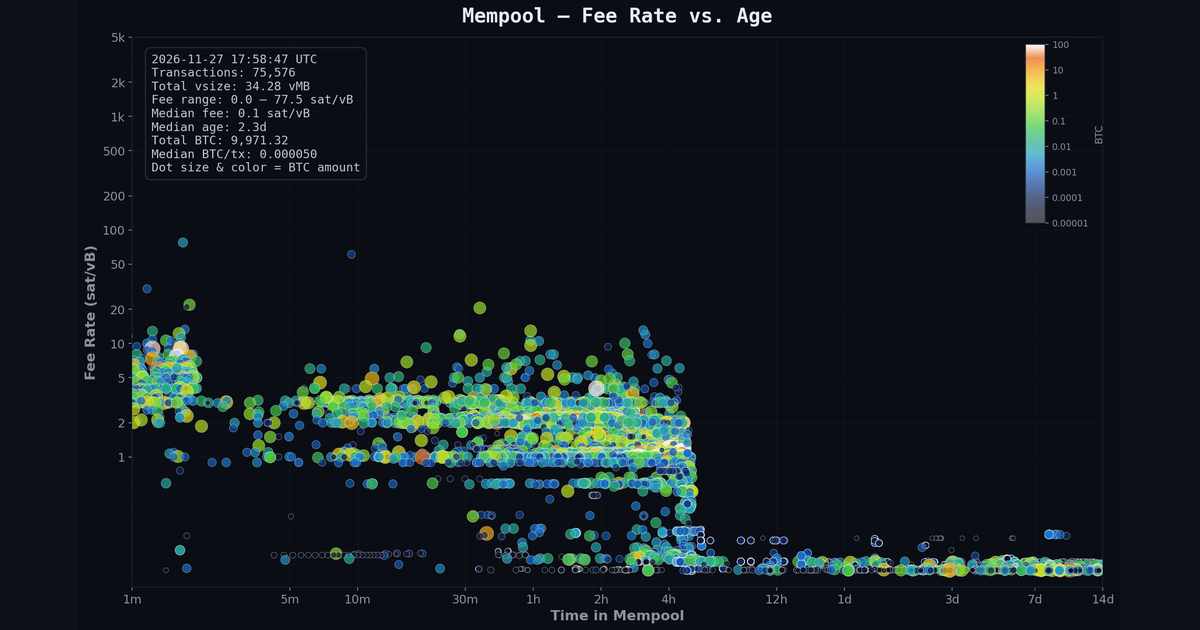 Mempool — Fee Rate vs. Age
2026-11-27 17:58:47 UTC
Transactions: 75,576
Total vsize: 34.28 vMB
Fee range: 0.0 – 77.5 sat/vB
Median fee: 0.1 sat/vB
Median age: 2.3d
Total BTC: 9,971.32
Median BTC/tx: 0.000050
Dot size & color = BTC amount
5k
2k
1k
500
200
100
50
20
10
5
2
1
Fee Rate (sat/vB)
100
10
1
0.1
0.01
0.001
0.0001
0.00001
BTC
1m 5m 10m 30m 1h 2h 4h 12h 1d 3d 7d 14d
Time in Mempool